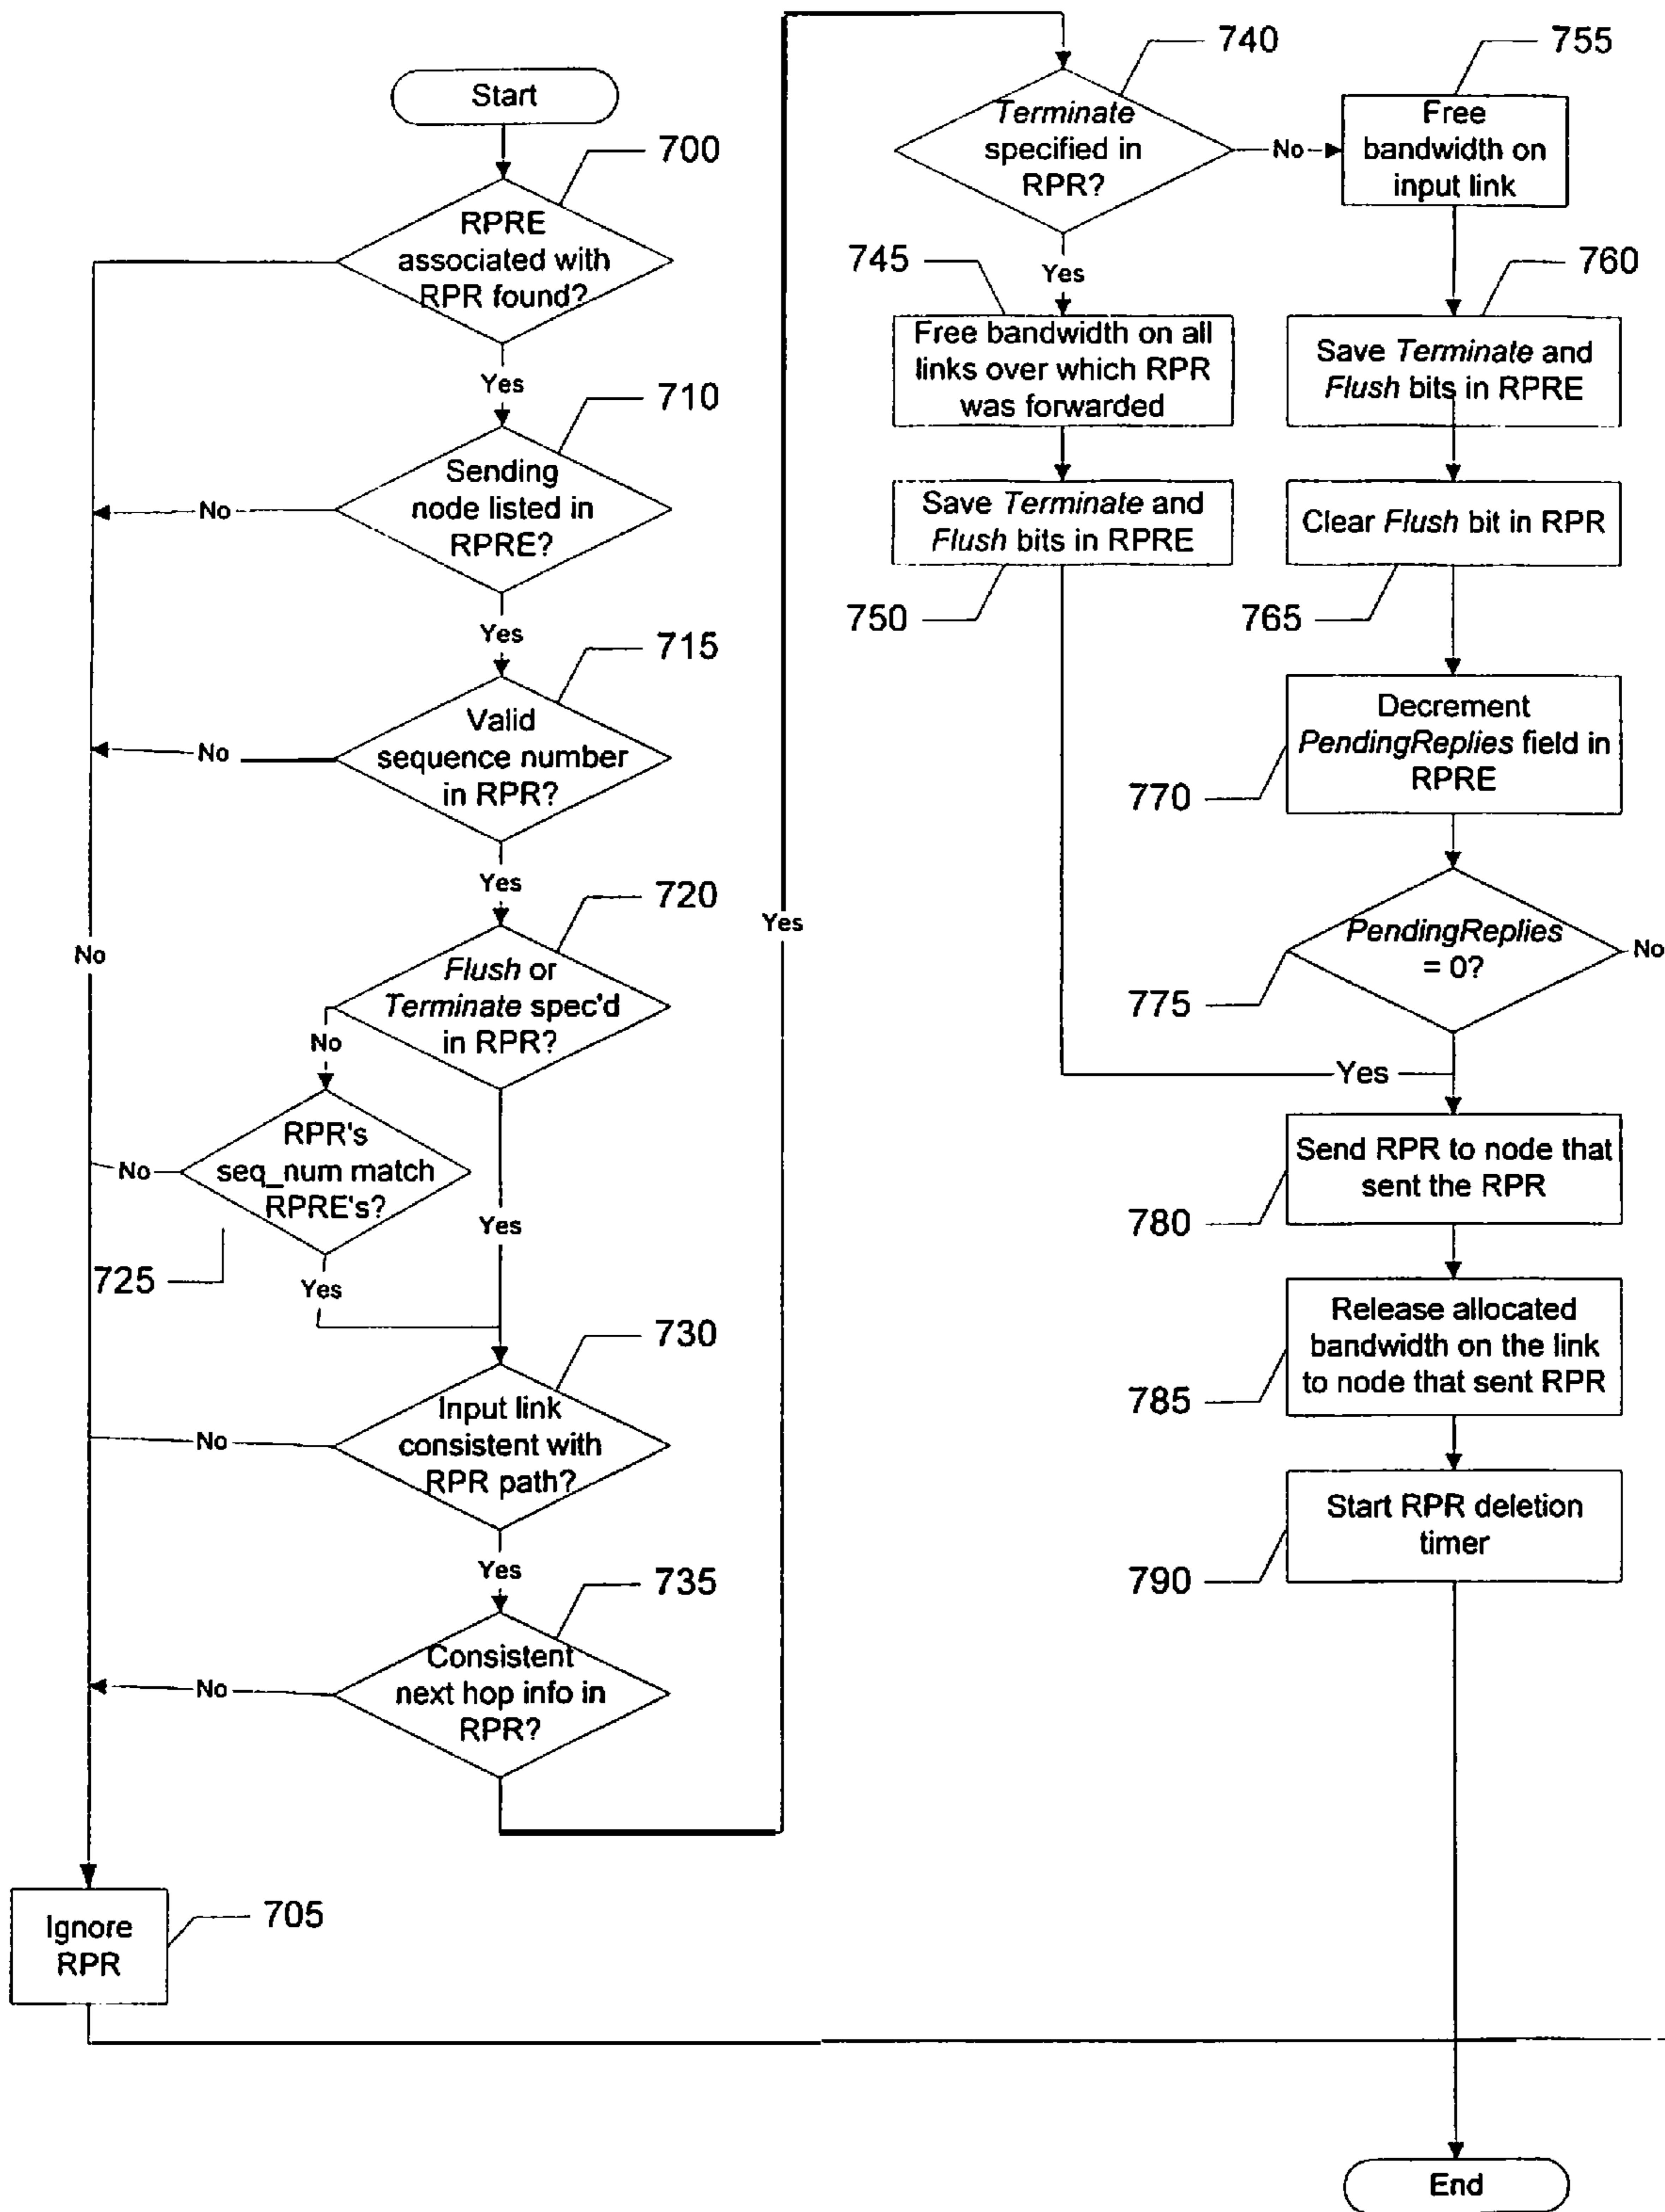 Start
700
RPRE
associated with
RPR found?
Yes
710
Sending
node listed in
RPRE?
No
Yes
715
Valid
sequence number
in RPR?
No
Yes
720
Flush or
Terminate spec'd
in RPR?
No
No
RPR's
seq_num match
RPRE's?
No
725
Yes
Yes
730
Input link
consistent with
RPR path?
No
Yes
735
Consistent
next hop info in
RPR?
No
Yes
Ignore
RPR
705
740
Terminate
specified in
RPR?
No
Yes
755
Free
bandwidth on
input link
745
Free bandwidth on all
links over which RPR
was forwarded
760
Save Terminate and
Flush bits in RPRE
Save Terminate and
Flush bits in RPRE
750
Clear Flush bit in RPR
765
Decrement
PendingReplies field in
RPRE
770
PendingReplies
= 0?
No
775
Yes
Send RPR to node that
sent the RPR
780
Release allocated
bandwidth on the link
to node that sent RPR
785
Start RPR deletion
timer
790
End